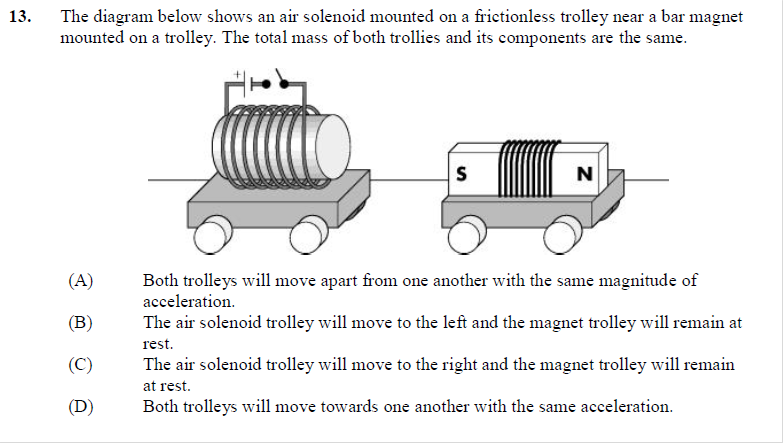 13. The diagram below shows an air solenoid mounted on a frictionless trolley near a bar magnet
mounted on a trolley. The total mass of both trollies and its components are the same.
+
S N
(A) Both trolleys will move apart from one another with the same magnitude of
acceleration.
(B) The air solenoid trolley will move to the left and the magnet trolley will remain at
rest.
(C) The air solenoid trolley will move to the right and the magnet trolley will remain
at rest.
(D) Both trolleys will move towards one another with the same acceleration.